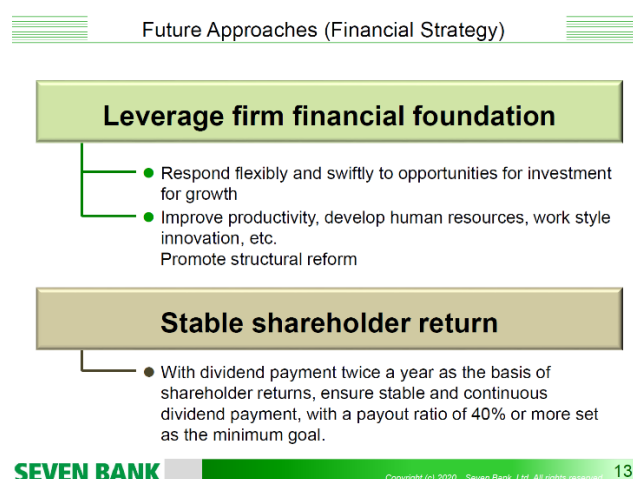 Future Approaches (Financial Strategy)
Leverage firm financial foundation
● Respond flexibly and swiftly to opportunities for investment
for growth
● Improve productivity, develop human resources, work style
innovation, etc.
Promote structural reform
Stable shareholder return
● With dividend payment twice a year as the basis of
shareholder returns, ensure stable and continuous
dividend payment, with a payout ratio of 40% or more set
as the minimum goal.
SEVEN BANK
Copyright (c) 2020 Seven Bank, Ltd. All rights reserved.
13